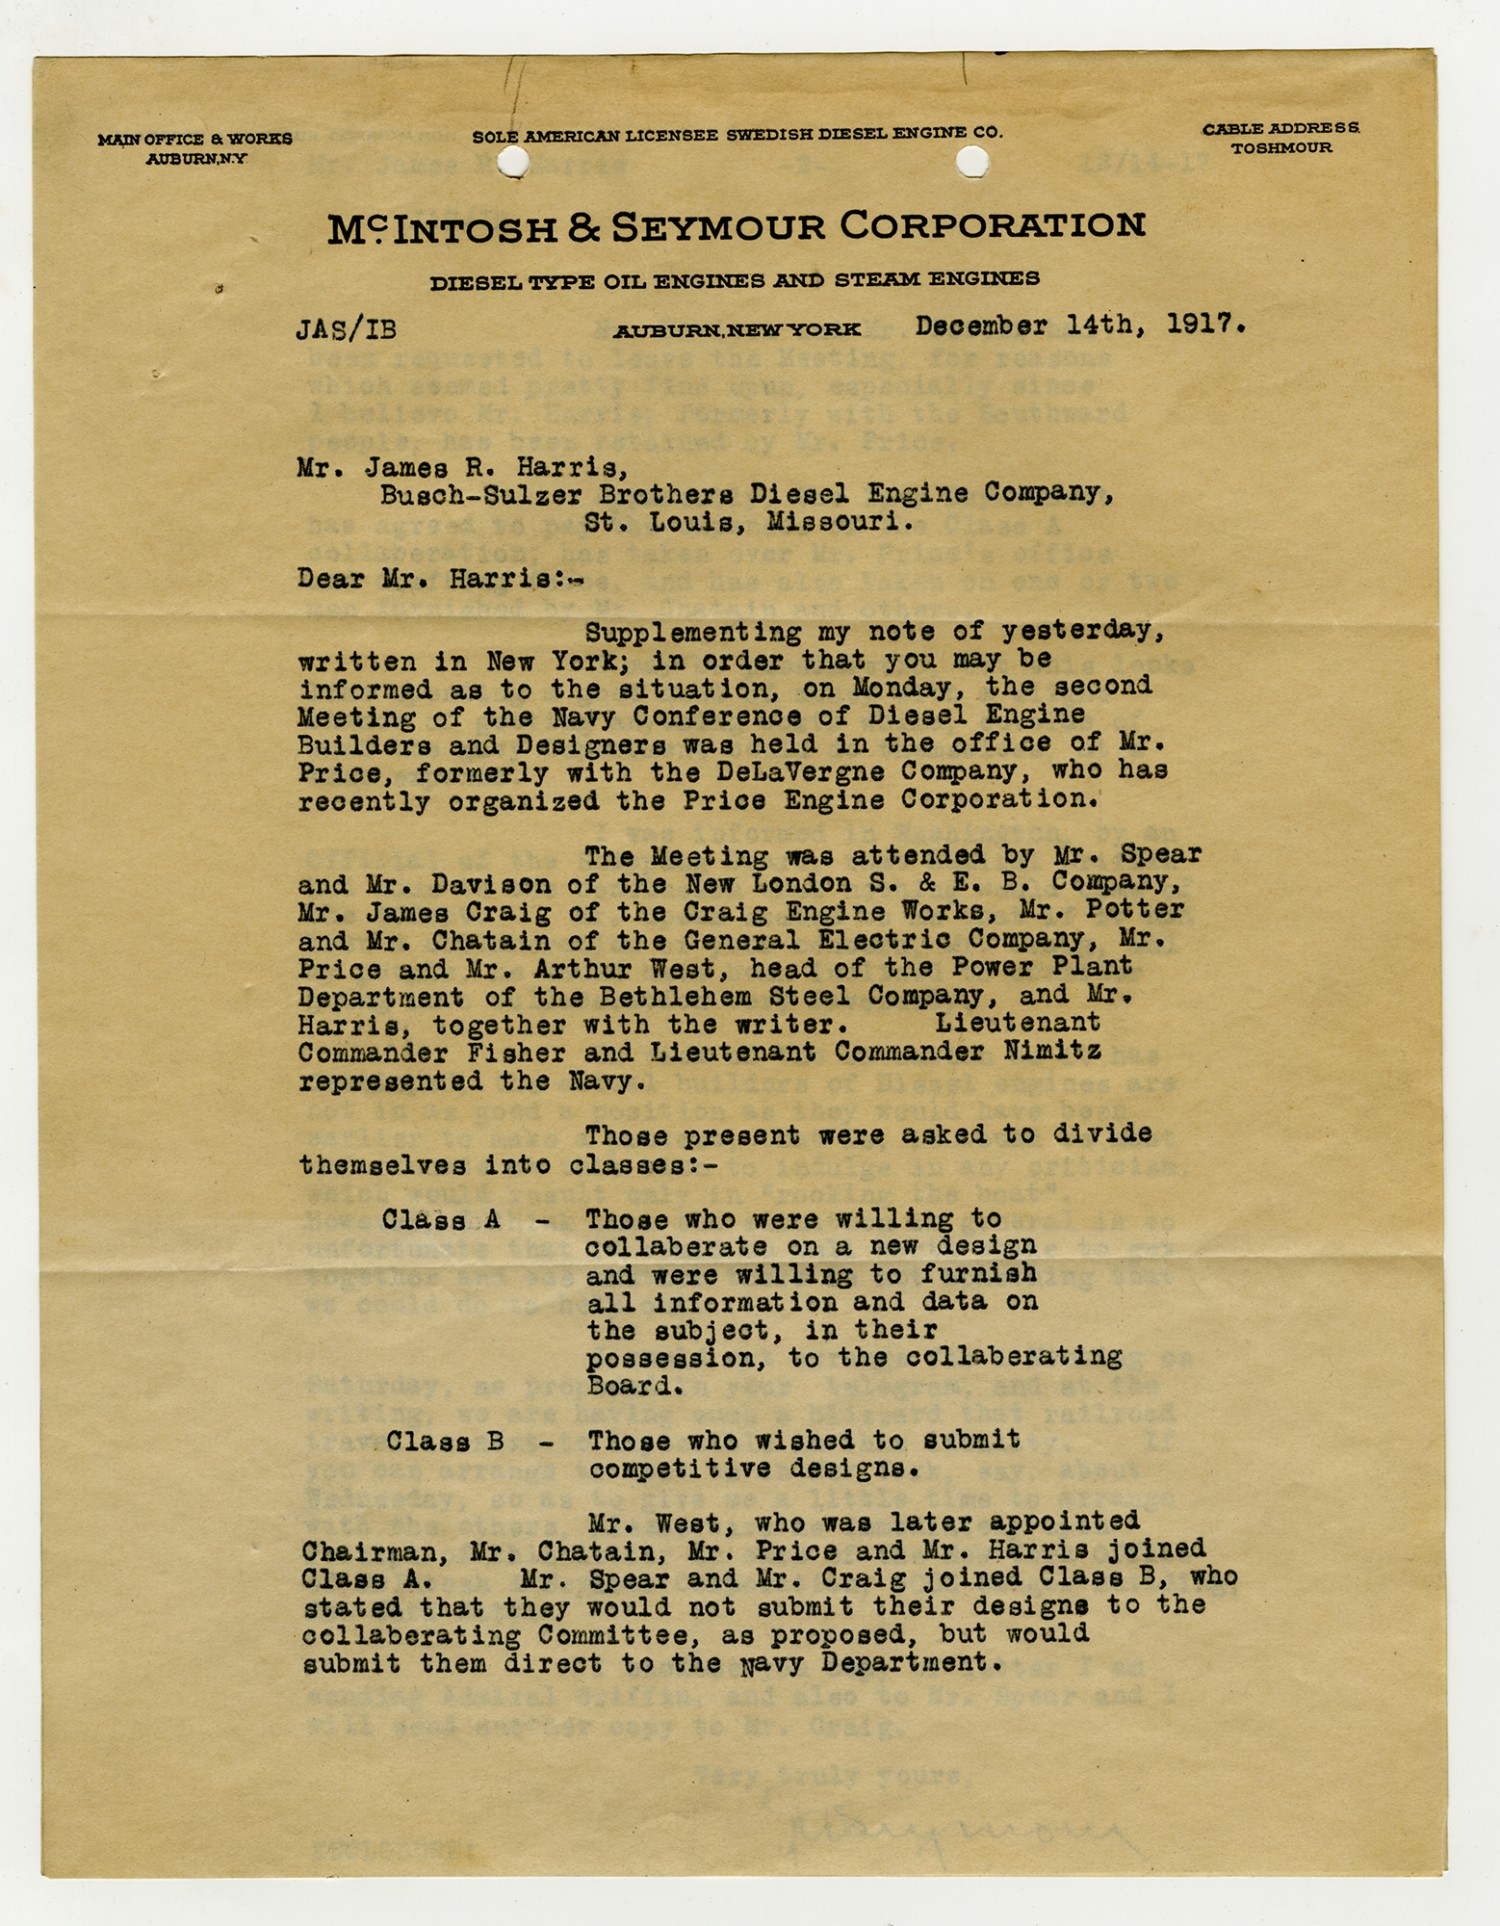 MAIN OFFICE & WORKS
AUBURN, N.Y.
SOLE AMERICAN LICENSEE SWEDISH DIESEL ENGINE CO.
CABLE ADDRESS
TOSHMOUR
McINTOSH & SEYMOUR CORPORATION
DIESEL TYPE OIL ENGINES AND STEAM ENGINES
JAS/IB AUBURN, NEW YORK December 14th, 1917.
Mr. James R. Harris,
Busch-Sulzer Brothers Diesel Engine Company,
St. Louis, Missouri.
Dear Mr. Harris:-
Supplementing my note of yesterday,
written in New York; in order that you may be
informed as to the situation, on Monday, the second
Meeting of the Navy Conference of Diesel Engine
Builders and Designers was held in the office of Mr.
Price, formerly with the DeLaVergne Company, who has
recently organized the Price Engine Corporation.
The Meeting was attended by Mr. Spear
and Mr. Davison of the New London S. & E. B. Company,
Mr. James Craig of the Craig Engine Works, Mr. Potter
and Mr. Chatain of the General Electric Company, Mr.
Price and Mr. Arthur West, head of the Power Plant
Department of the Bethlehem Steel Company, and Mr.
Harris, together with the writer. Lieutenant
Commander Fisher and Lieutenant Commander Nimitz
represented the Navy.
Those present were asked to divide
themselves into classes:-
Class A - Those who were willing to
collaberate on a new design
and were willing to furnish
all information and data on
the subject, in their
possession, to the collaberating
Board.
Class B - Those who wished to submit
competitive designs.
Mr. West, who was later appointed
Chairman, Mr. Chatain, Mr. Price and Mr. Harris joined
Class A. Mr. Spear and Mr. Craig joined Class B, who
stated that they would not submit their designs to the
collaberating Committee, as proposed, but would
submit them direct to the Navy Department.